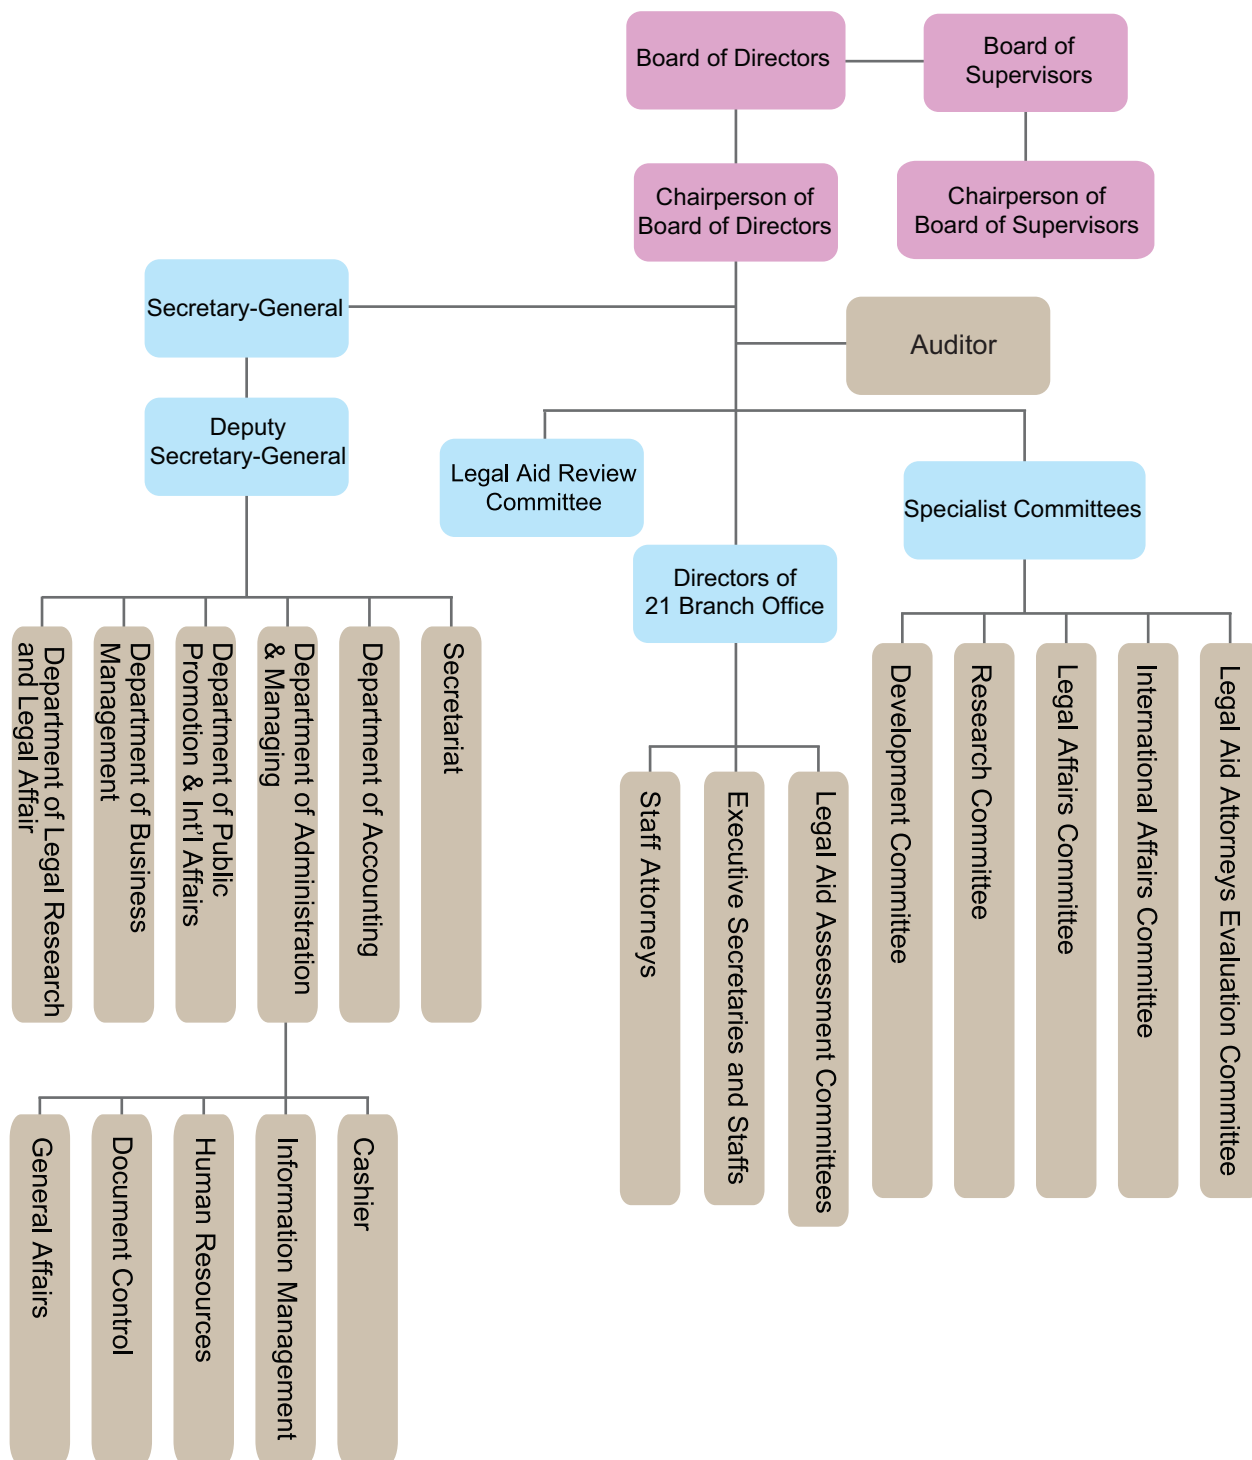 Board of Directors
Board of
Supervisors
Chairperson of
Board of Directors
Chairperson of
Board of Supervisors
Secretary-General
Auditor
Deputy
Secretary-General
Legal Aid Review
Committee
Specialist Committees
Directors of
21 Branch Office
Department of Legal Research
and Legal Affair
Department of Business
Management
Department of Public
Promotion & Int'l Affairs
Department of Administration
& Managing
Department of Accounting
Secretariat
Staff Attorneys
Executive Secretaries and Staffs
Legal Aid Assessment Committees
Development Committee
Research Committee
Legal Affairs Committee
International Affairs Committee
Legal Aid Attorneys Evaluation Committee
General Affairs
Document Control
Human Resources
Information Management
Cashier